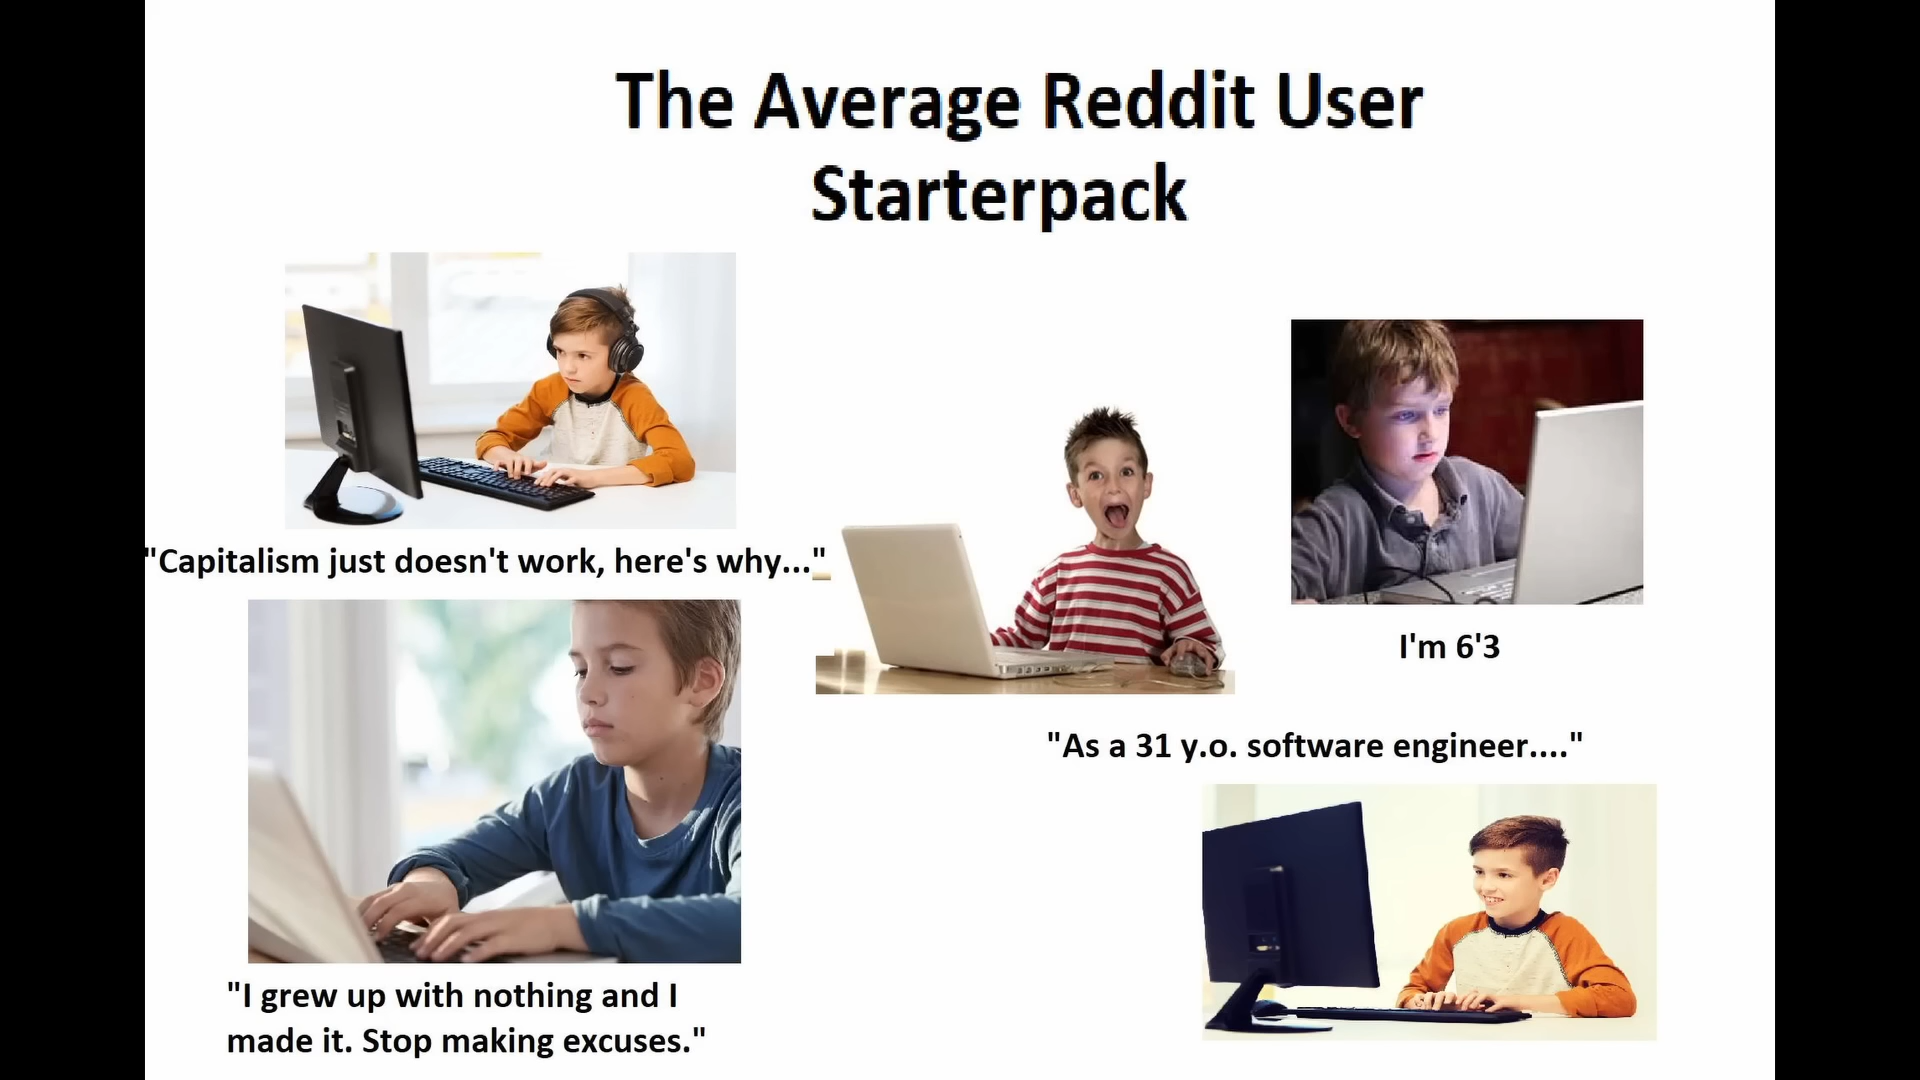 The Average Reddit User
Starterpack
"Capitalism just doesn't work, here's why..."
I'm 6'3
"As a 31 y.o. software engineer...."
"I grew up with nothing and I
made it. Stop making excuses."